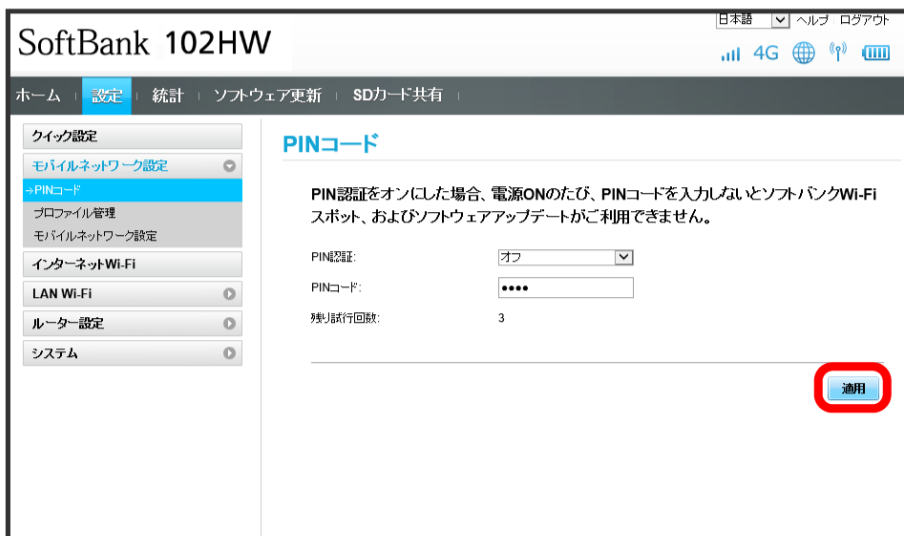 日本語 ヘルプ ログアウト
SoftBank 102HW
4G
ホーム 設定 統計 ソフトウェア更新 SDカード共有
クイック設定
モバイルネットワーク設定
→PINコード
プロファイル管理
モバイルネットワーク設定
インターネットWi-Fi
LAN Wi-Fi
ルーター設定
システム
PINコード
PIN認証をオンにした場合、電源ONのたび、PINコードを入力しないとソフトバンクWi-Fi
スポット、およびソフトウェアアップデートがご利用できません。
PIN認証: オフ
PINコード: ••••
残り試行回数: 3
適用